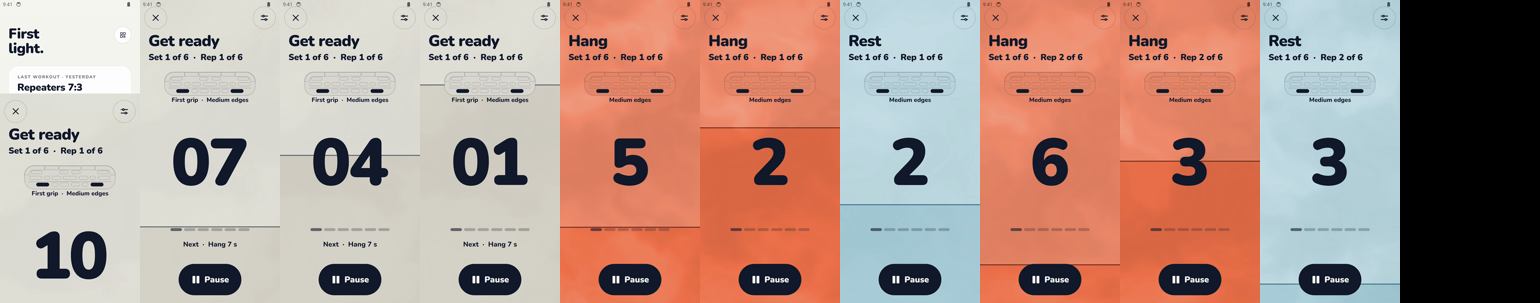 9:41
First
light.
LAST WORKOUT · YESTERDAY
Repeaters 7:3
Get ready
Set 1 of 6 · Rep 1 of 6
First grip · Medium edges
10
9:41
Get ready
Set 1 of 6 · Rep 1 of 6
First grip · Medium edges
07
Next · Hang 7 s
Pause
9:41
Get ready
Set 1 of 6 · Rep 1 of 6
First grip · Medium edges
04
Next · Hang 7 s
Pause
9:41
Get ready
Set 1 of 6 · Rep 1 of 6
First grip · Medium edges
01
Next · Hang 7 s
Pause
9:41
Hang
Set 1 of 6 · Rep 1 of 6
Medium edges
5
Pause
9:41
Hang
Set 1 of 6 · Rep 1 of 6
Medium edges
2
Pause
9:41
Rest
Set 1 of 6 · Rep 1 of 6
Medium edges
2
Pause
9:41
Hang
Set 1 of 6 · Rep 2 of 6
Medium edges
6
Pause
9:41
Hang
Set 1 of 6 · Rep 2 of 6
Medium edges
3
Pause
9:41
Rest
Set 1 of 6 · Rep 2 of 6
Medium edges
3
Pause